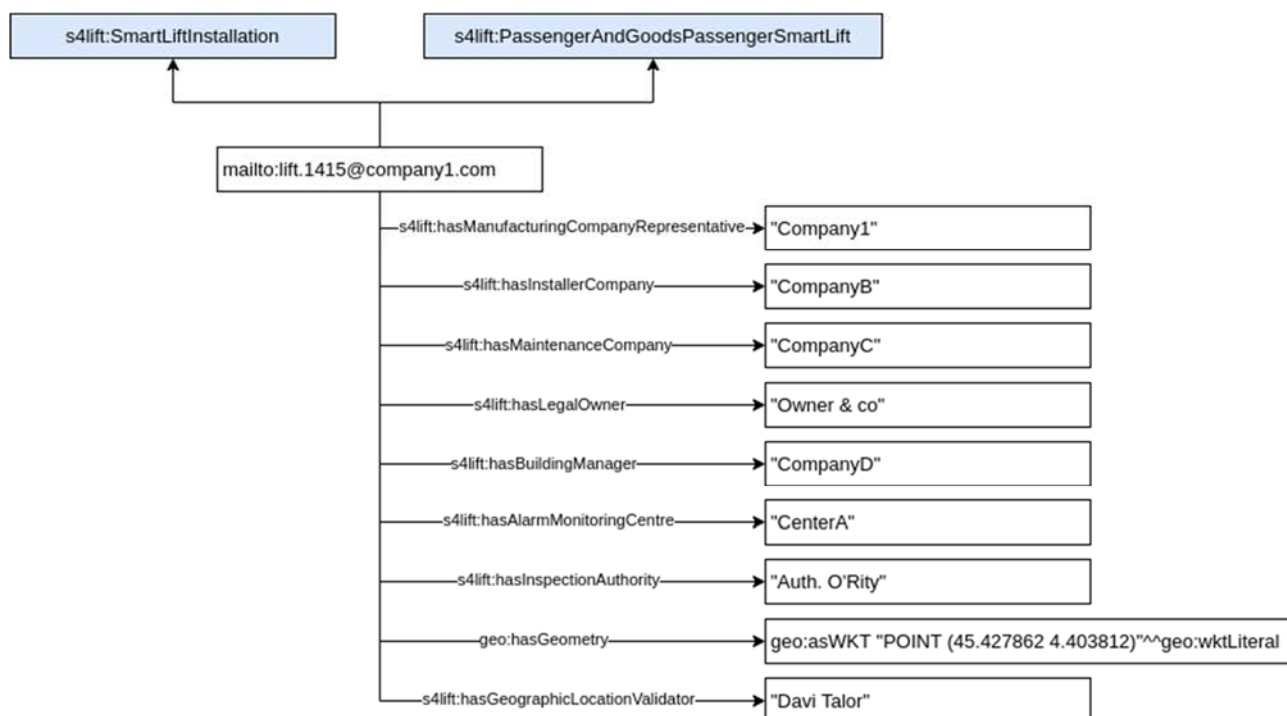 s4lift:SmartLiftInstallation
s4lift:PassengerAndGoodsPassengerSmartLift
mailto:lift.1415@company1.com
s4lift:hasManufacturingCompanyRepresentative
"Company1"
s4lift:hasInstallerCompany
"CompanyB"
s4lift:hasMaintenanceCompany
"CompanyC"
s4lift:hasLegalOwner
"Owner & co"
s4lift:hasBuildingManager
"CompanyD"
s4lift:hasAlarmMonitoringCentre
"CenterA"
s4lift:hasInspectionAuthority
"Auth. O'Rity"
geo:hasGeometry
geo:asWKT "POINT (45.427862 4.403812)"^^geo:wktLiteral
s4lift:hasGeographicLocationValidator
"Davi Talor"